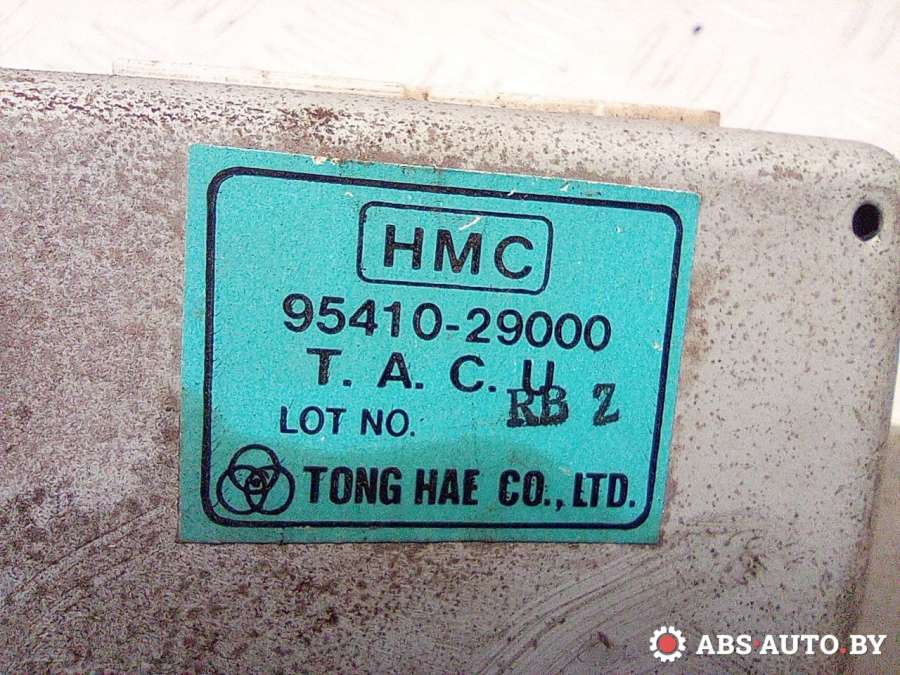 HMC
95410-29000
T. A. C. U
LOT NO. RB Z
TONG HAE CO., LTD.
ABS-AUTO.BY